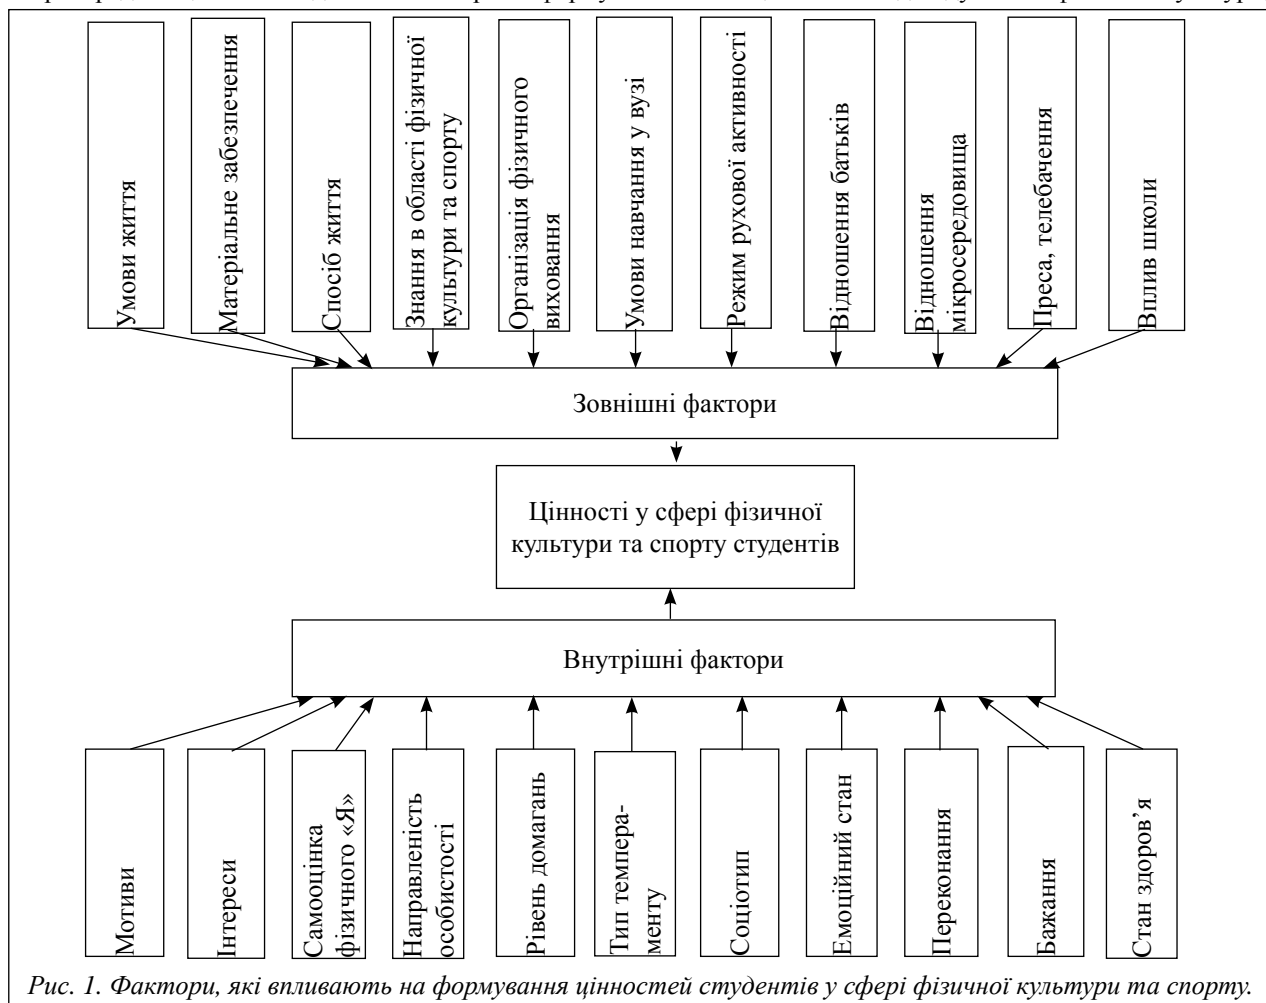 Умови життя
Матеріальне забезпечення
Спосіб життя
Знання в області фізичної
культури та спорту
Організація фізичного
виховання
Умови навчання у вузі
Режим рухової активності
Відношення батьків
Відношення
мікросередовища
Преса, телебачення
Вплив школи
Зовнішні фактори
Цінності у сфері фізичної
культури та спорту студентів
Внутрішні фактори
Мотиви
Інтереси
Самооцінка
фізичного «Я»
Направленість
особистості
Рівень домагань
Тип темпера-
менту
Соціотип
Емоційний стан
Переконання
Бажання
Стан здоров’я
Рис. 1. Фактори, які впливають на формування цінностей студентів у сфері фізичної культури та спорту.